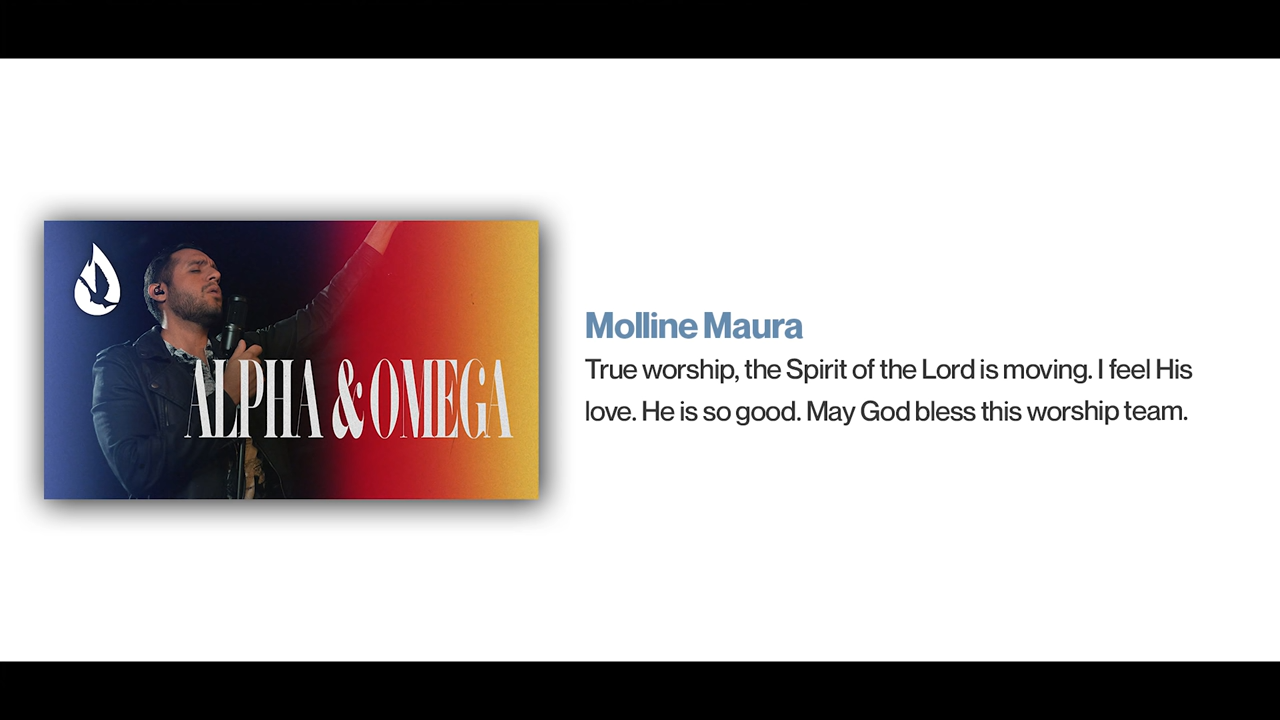 ALPHA & OMEGA
Molline Maura
True worship, the Spirit of the Lord is moving. I feel His
love. He is so good. May God bless this worship team.